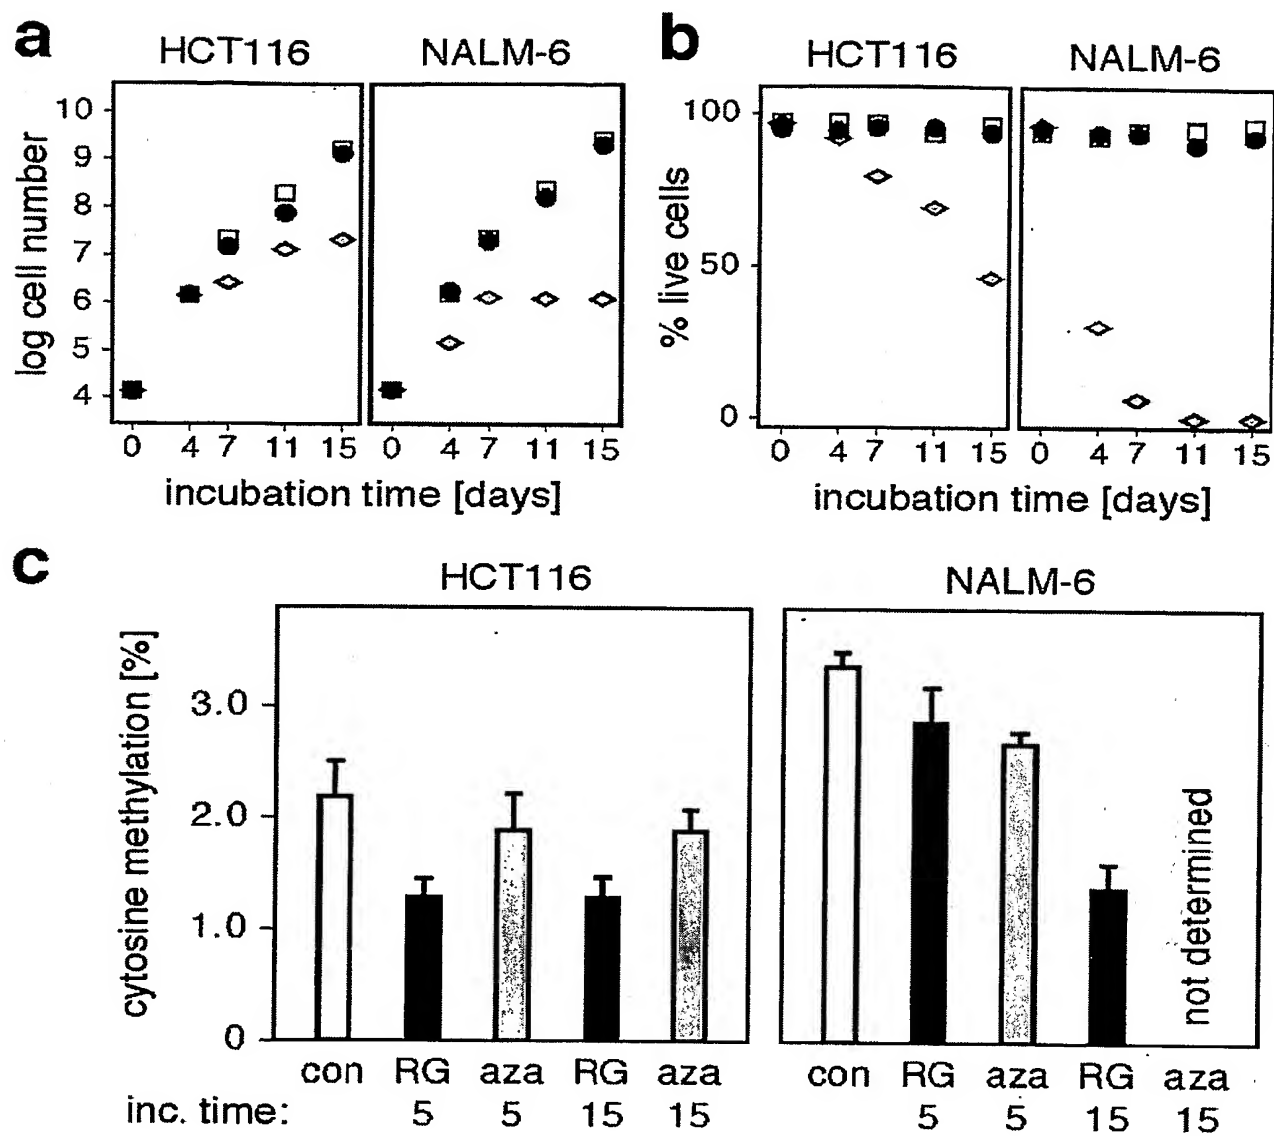 a
HCT116 NALM-6
log cell number
10
9
8
7
6
5
4
0 4 7 11 15 0 4 7 11 15
incubation time [days]
b
HCT116 NALM-6
% live cells
100
50
0
0 4 7 11 15 0 4 7 11 15
incubation time [days]
c
HCT116 NALM-6
cytosine methylation [%]
3.0
2.0
1.0
0
not determined
con RG aza RG aza con RG aza RG aza
inc. time: 5 5 15 15 5 5 15 15